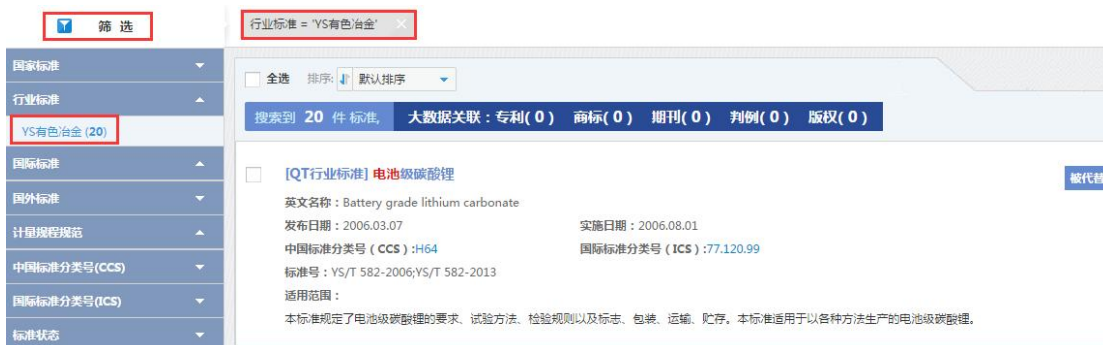 筛 选
行业标准 = 'YS有色冶金' ×
国家标准
行业标准
YS有色冶金 (20)
国际标准
国外标准
计量规程规范
中国标准分类号(CCS)
国际标准分类号(ICS)
标准状态
全选 排序: 默认排序
搜索到 20 件 标准, 大数据关联：专利( 0 ) 商标( 0 ) 期刊( 0 ) 判例( 0 ) 版权( 0 )
[QT行业标准] 电池级碳酸锂
被代替
英文名称：Battery grade lithium carbonate
发布日期：2006.03.07 实施日期：2006.08.01
中国标准分类号（CCS）:H64 国际标准分类号（ICS）:77.120.99
标准号：YS/T 582-2006;YS/T 582-2013
适用范围：
本标准规定了电池级碳酸锂的要求、试验方法、检验规则以及标志、包装、运输、贮存。本标准适用于以各种方法生产的电池级碳酸锂。